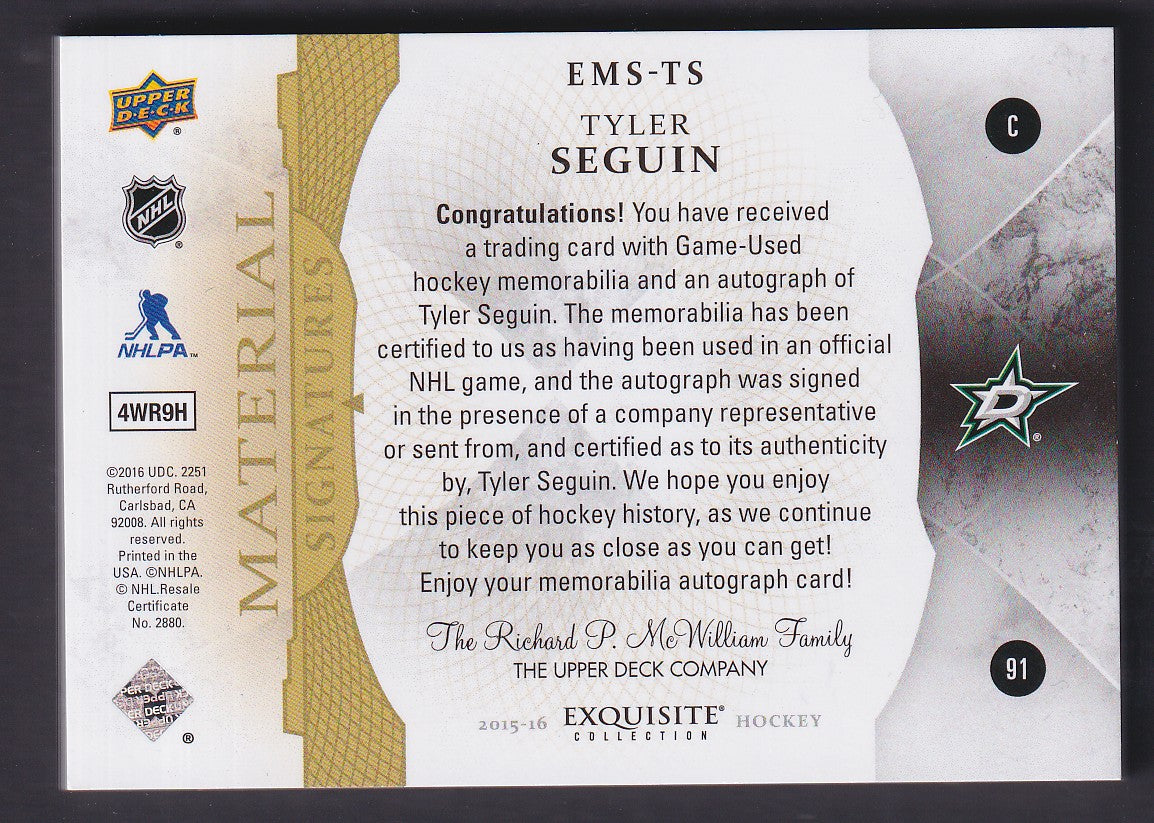 UPPER
D·E·C·K
®
NHL
®
NHLPA™
4WR9H
©2016 UDC. 2251
Rutherford Road,
Carlsbad, CA
92008. All rights
reserved.
Printed in the
USA. ©NHLPA.
© NHL.Resale
Certificate
No. 2880.
PER DECK
ER DECK
®
MATERIAL
SIGNATURES
EMS-TS
TYLER
SEGUIN
Congratulations! You have received
a trading card with Game-Used
hockey memorabilia and an autograph of
Tyler Seguin. The memorabilia has been
certified to us as having been used in an official
NHL game, and the autograph was signed
in the presence of a company representative
or sent from, and certified as to its authenticity
by, Tyler Seguin. We hope you enjoy
this piece of hockey history, as we continue
to keep you as close as you can get!
Enjoy your memorabilia autograph card!
The Richard P. McWilliam Family
THE UPPER DECK COMPANY
2015-16 EXQUISITE® HOCKEY
COLLECTION
C
D
®
91